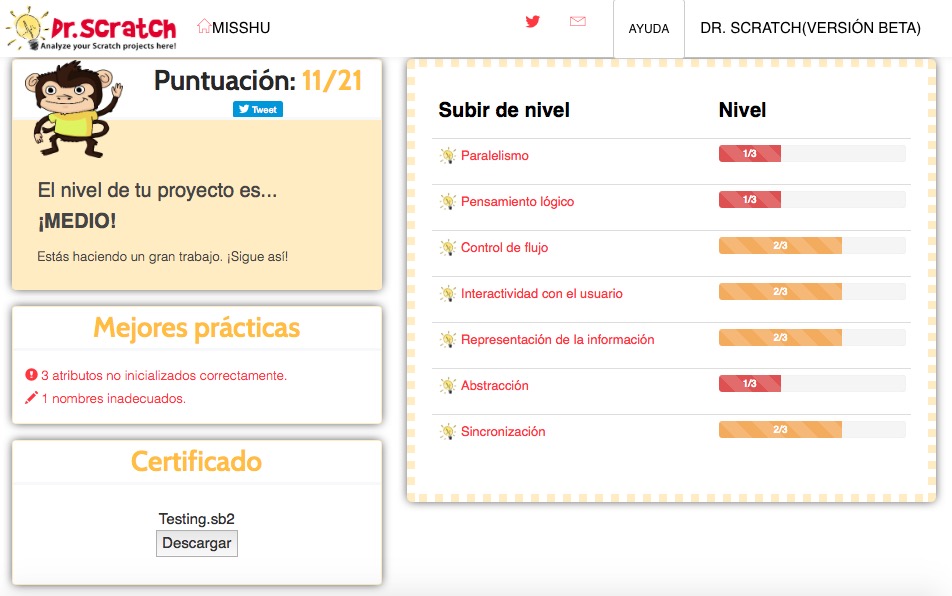 Dr.Scratch
Analyze your Scratch projects here!
MISSHU
AYUDA
DR. SCRATCH(VERSIÓN BETA)
Puntuación: 11/21
Tweet
El nivel de tu proyecto es...
¡MEDIO!
Estás haciendo un gran trabajo. ¡Sigue así!
Mejores prácticas
3 atributos no inicializados correctamente.
1 nombres inadecuados.
Certificado
Testing.sb2
Descargar
Subir de nivel Nivel
Paralelismo 1/3
Pensamiento lógico 1/3
Control de flujo 2/3
Interactividad con el usuario 2/3
Representación de la información 2/3
Abstracción 1/3
Sincronización 2/3